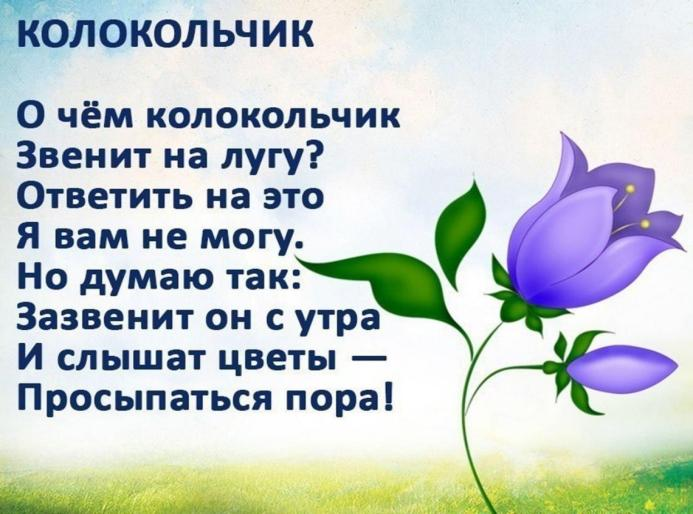 КОЛОКОЛЬЧИК
О чём колокольчик
Звенит на лугу?
Ответить на это
Я вам не могу.
Но думаю так:
Зазвенит он с утра
И слышат цветы —
Просыпаться пора!